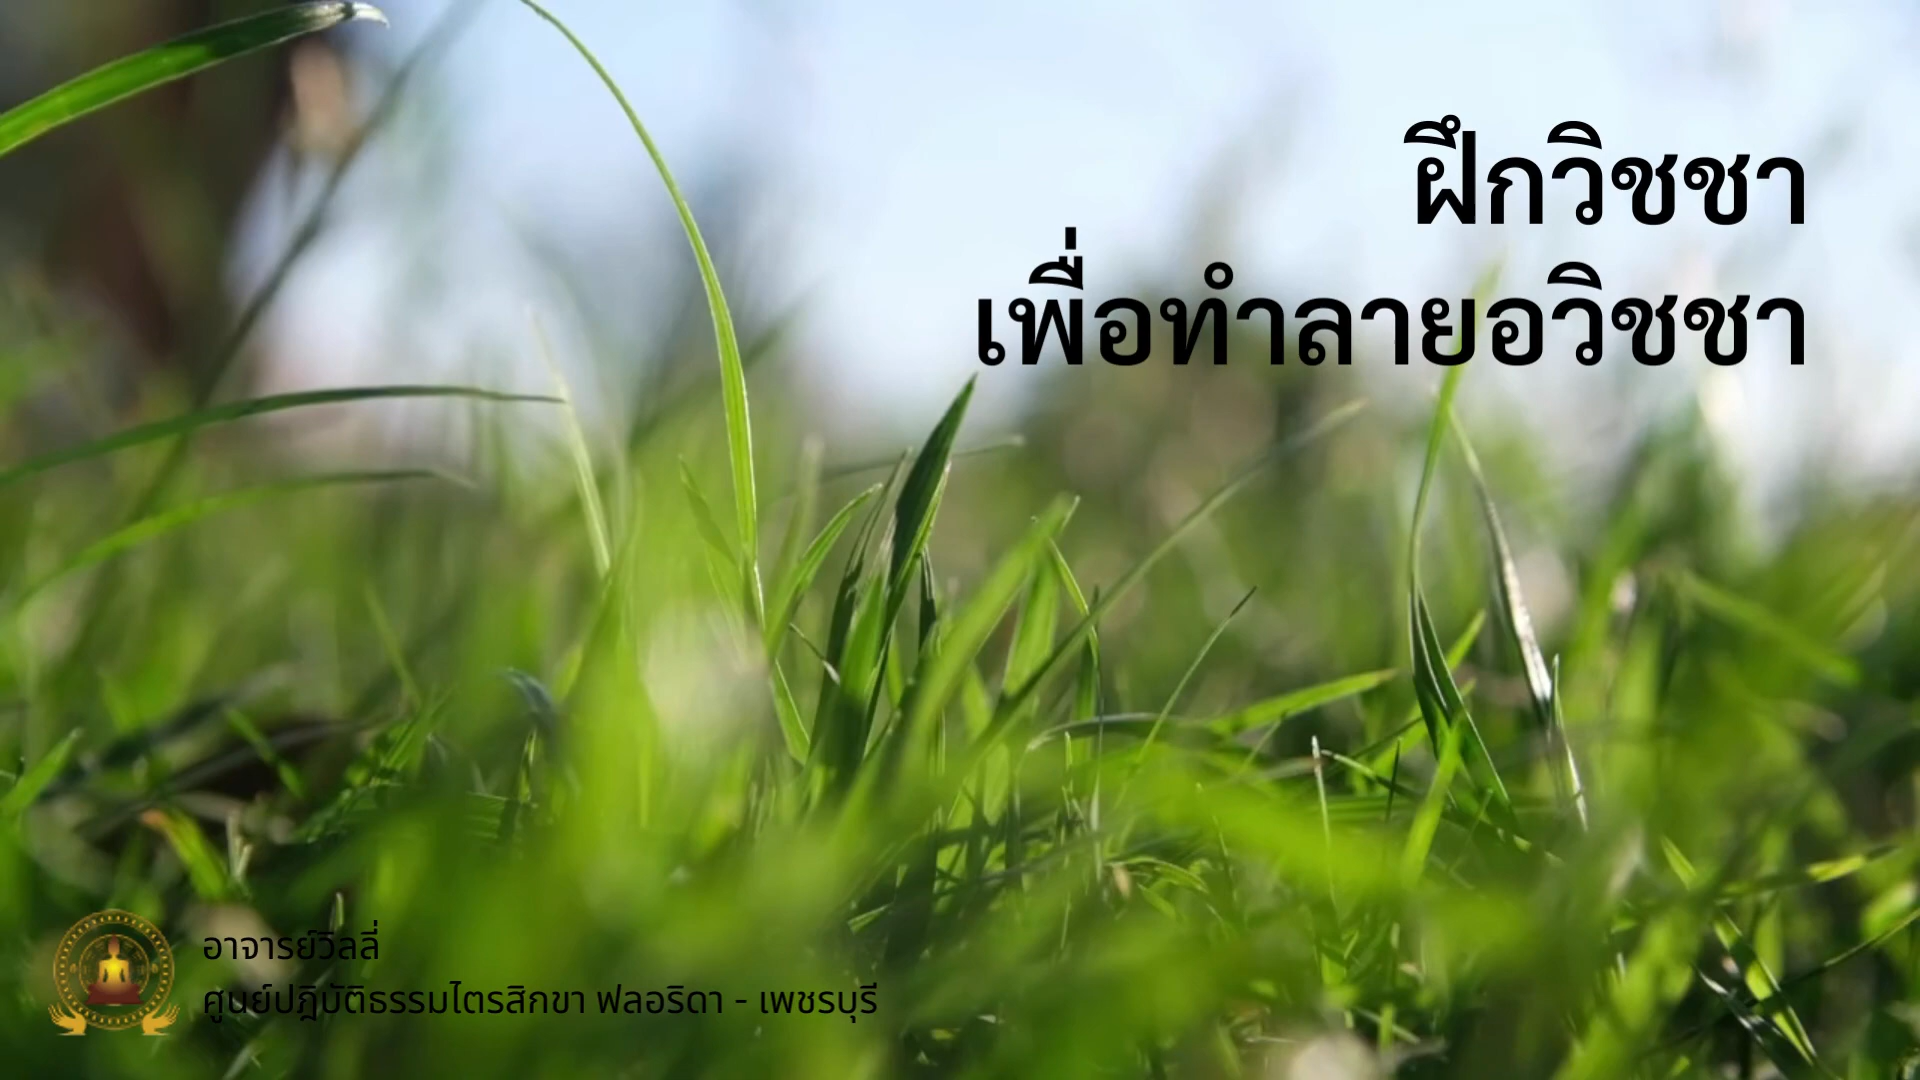 ฝึกวิชชา
เพื่อทำลายอวิชชา
อาจารย์วิลลี่
ศูนย์ปฎิบัติธรรมไตรสิกขา ฟลอริดา - เพชรบุรี